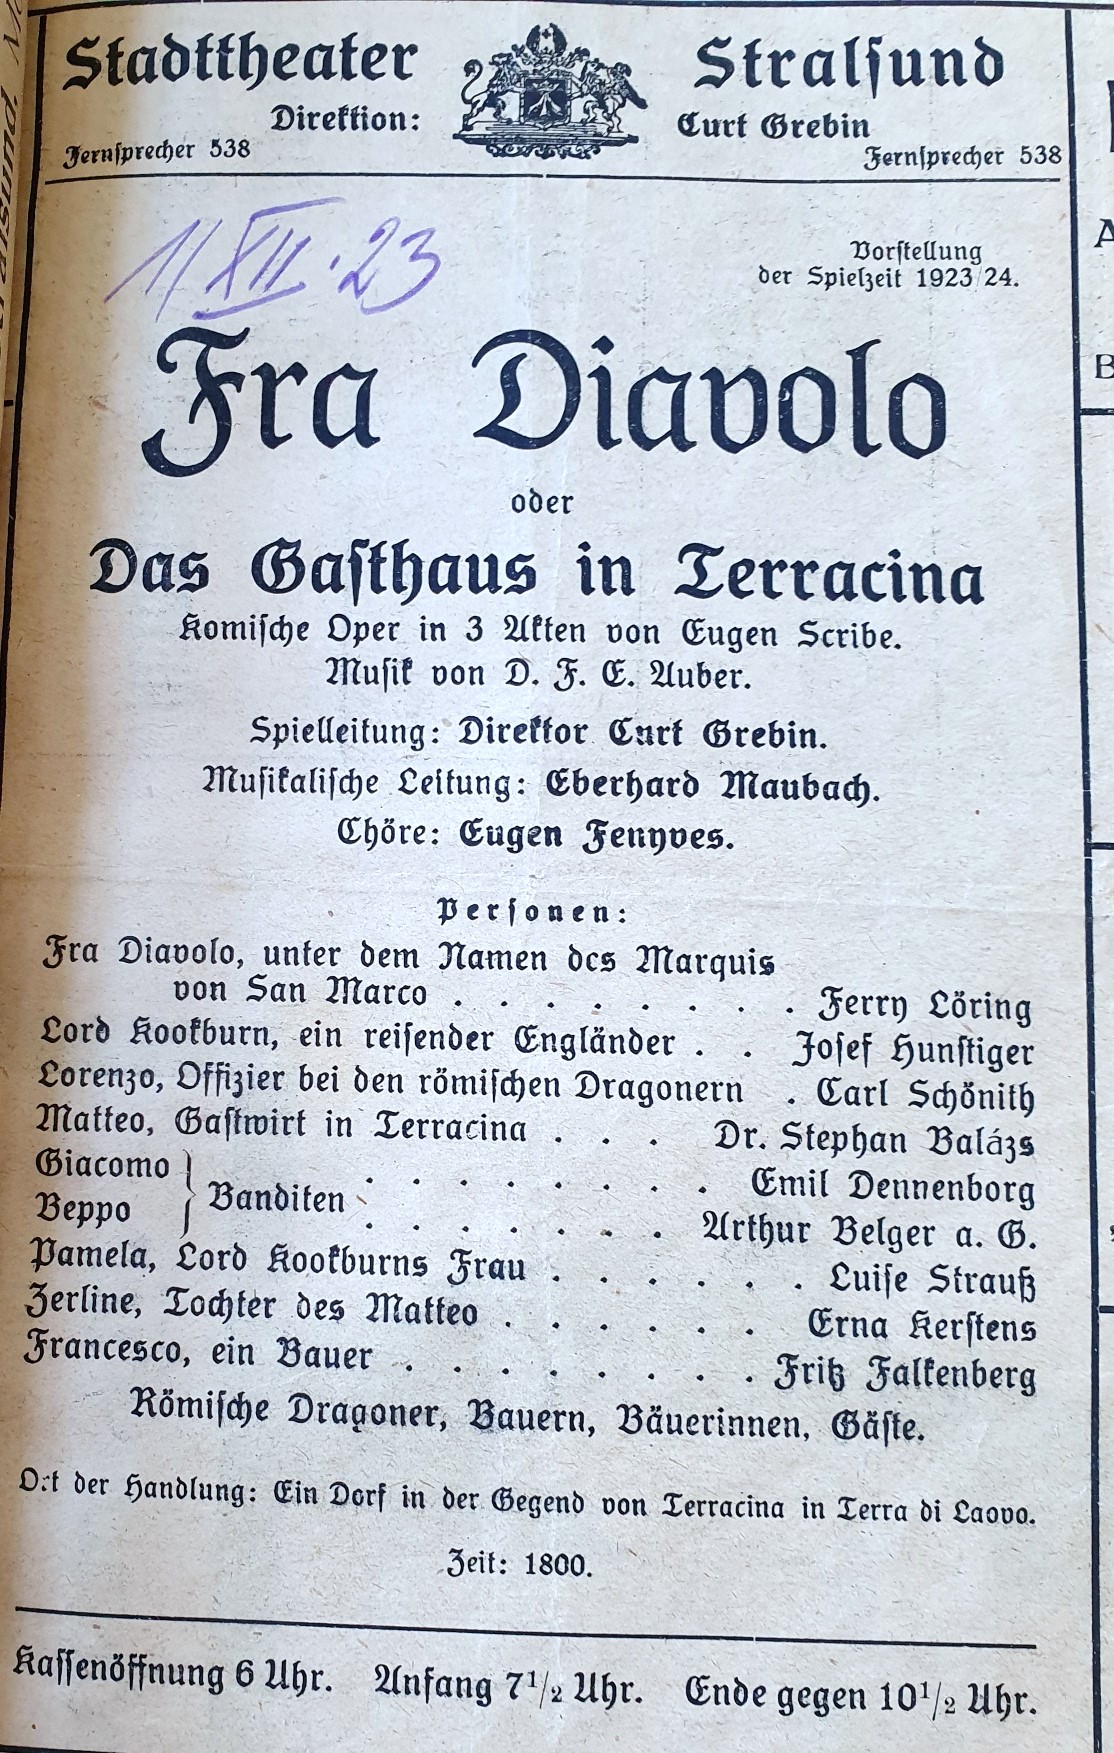 Stadttheater Stralsund
Direktion: Curt Grebin
Fernsprecher 538 Fernsprecher 538
11/XII.23
Vorstellung
der Spielzeit 1923/24.
Fra Diavolo
oder
Das Gasthaus in Terracina
Komische Oper in 3 Akten von Eugen Scribe.
Musik von D. F. E. Auber.
Spielleitung: Direktor Curt Grebin.
Musikalische Leitung: Eberhard Maubach.
Chöre: Eugen Fenyves.
Personen:
Fra Diavolo, unter dem Namen des Marquis
von San Marco . . . . . . . . Ferry Löring
Lord Kookburn, ein reisender Engländer . . Josef Hunstiger
Lorenzo, Offizier bei den römischen Dragonern . Carl Schönith
Matteo, Gastwirt in Terracina . . . Dr. Stephan Balázs
Giacomo } Banditen . . . . . . . . Emil Dennenborg
Beppo . . . . . . . Arthur Belger a. G.
Pamela, Lord Kookburns Frau . . . . . . Luise Strauß
Zerline, Tochter des Matteo . . . . . . Erna Kerstens
Francesco, ein Bauer . . . . . . . . Fritz Falkenberg
Römische Dragoner, Bauern, Bäuerinnen, Gäste.
Ort der Handlung: Ein Dorf in der Gegend von Terracina in Terra di Laovo.
Zeit: 1800.
Kassenöffnung 6 Uhr. Anfang 7 1/2 Uhr. Ende gegen 10 1/2 Uhr.